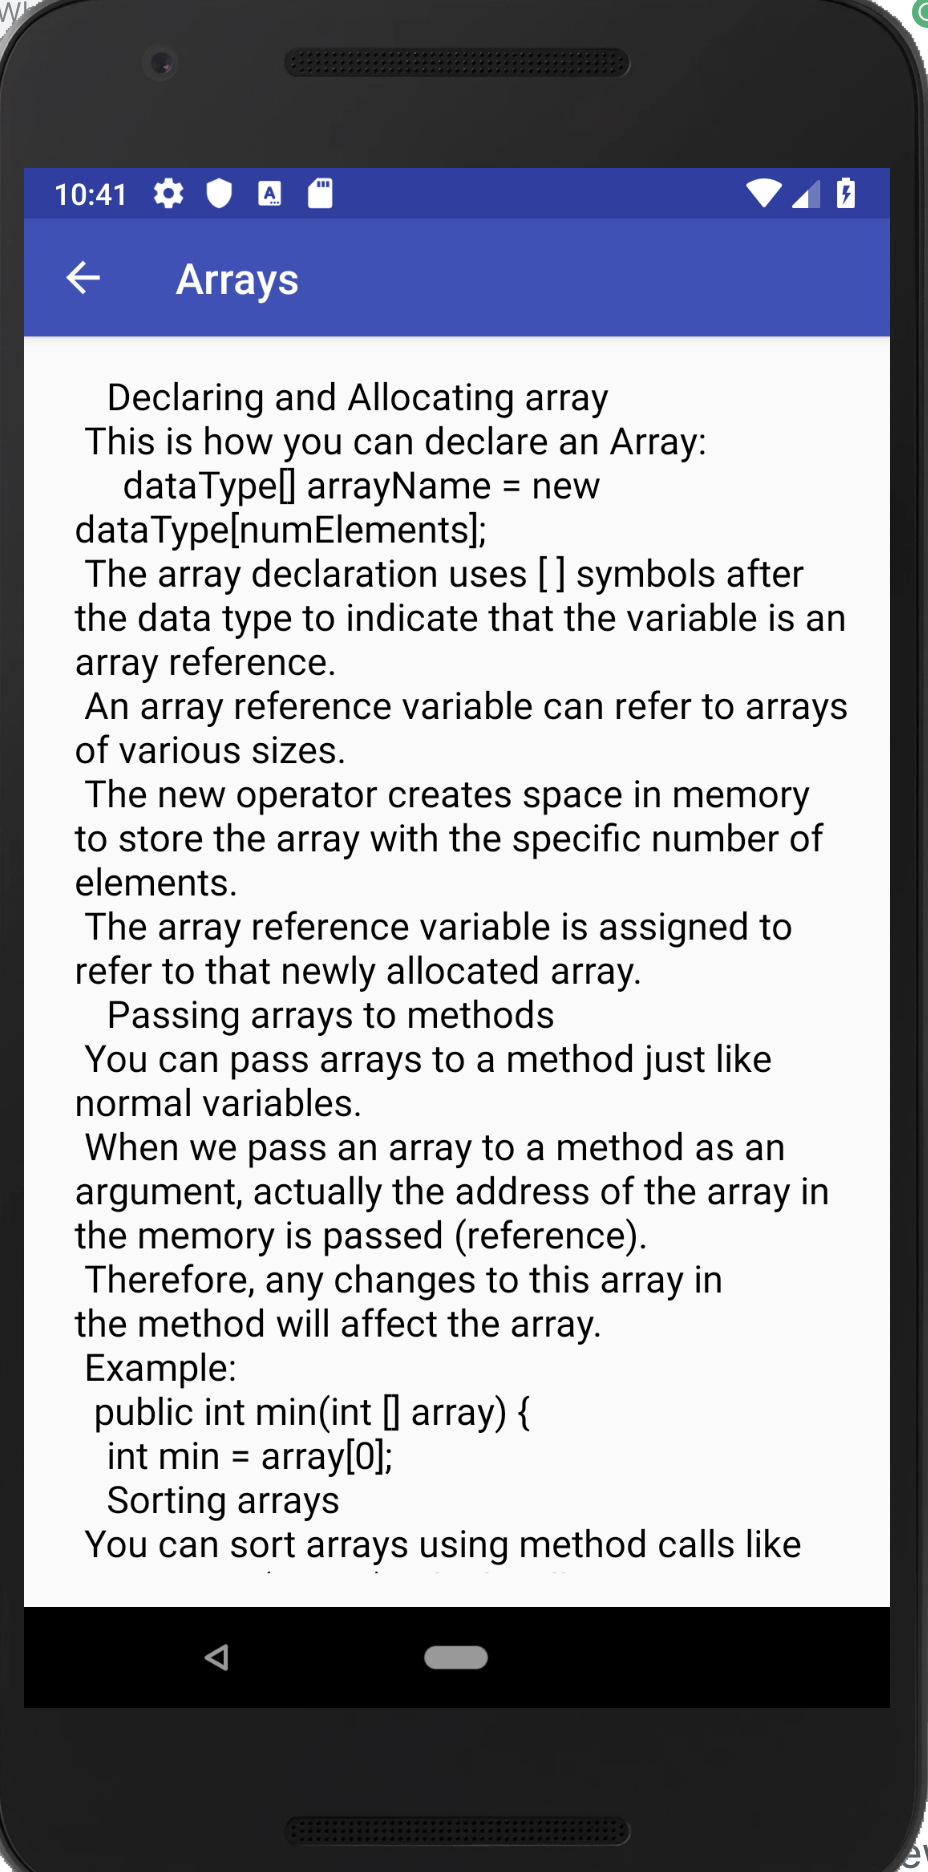 10:41
Arrays
Declaring and Allocating array
This is how you can declare an Array:
dataType[] arrayName = new
dataType[numElements];
The array declaration uses [ ] symbols after
the data type to indicate that the variable is an
array reference.
An array reference variable can refer to arrays
of various sizes.
The new operator creates space in memory
to store the array with the specific number of
elements.
The array reference variable is assigned to
refer to that newly allocated array.
Passing arrays to methods
You can pass arrays to a method just like
normal variables.
When we pass an array to a method as an
argument, actually the address of the array in
the memory is passed (reference).
Therefore, any changes to this array in
the method will affect the array.
Example:
public int min(int [] array) {
int min = array[0];
Sorting arrays
You can sort arrays using method calls like